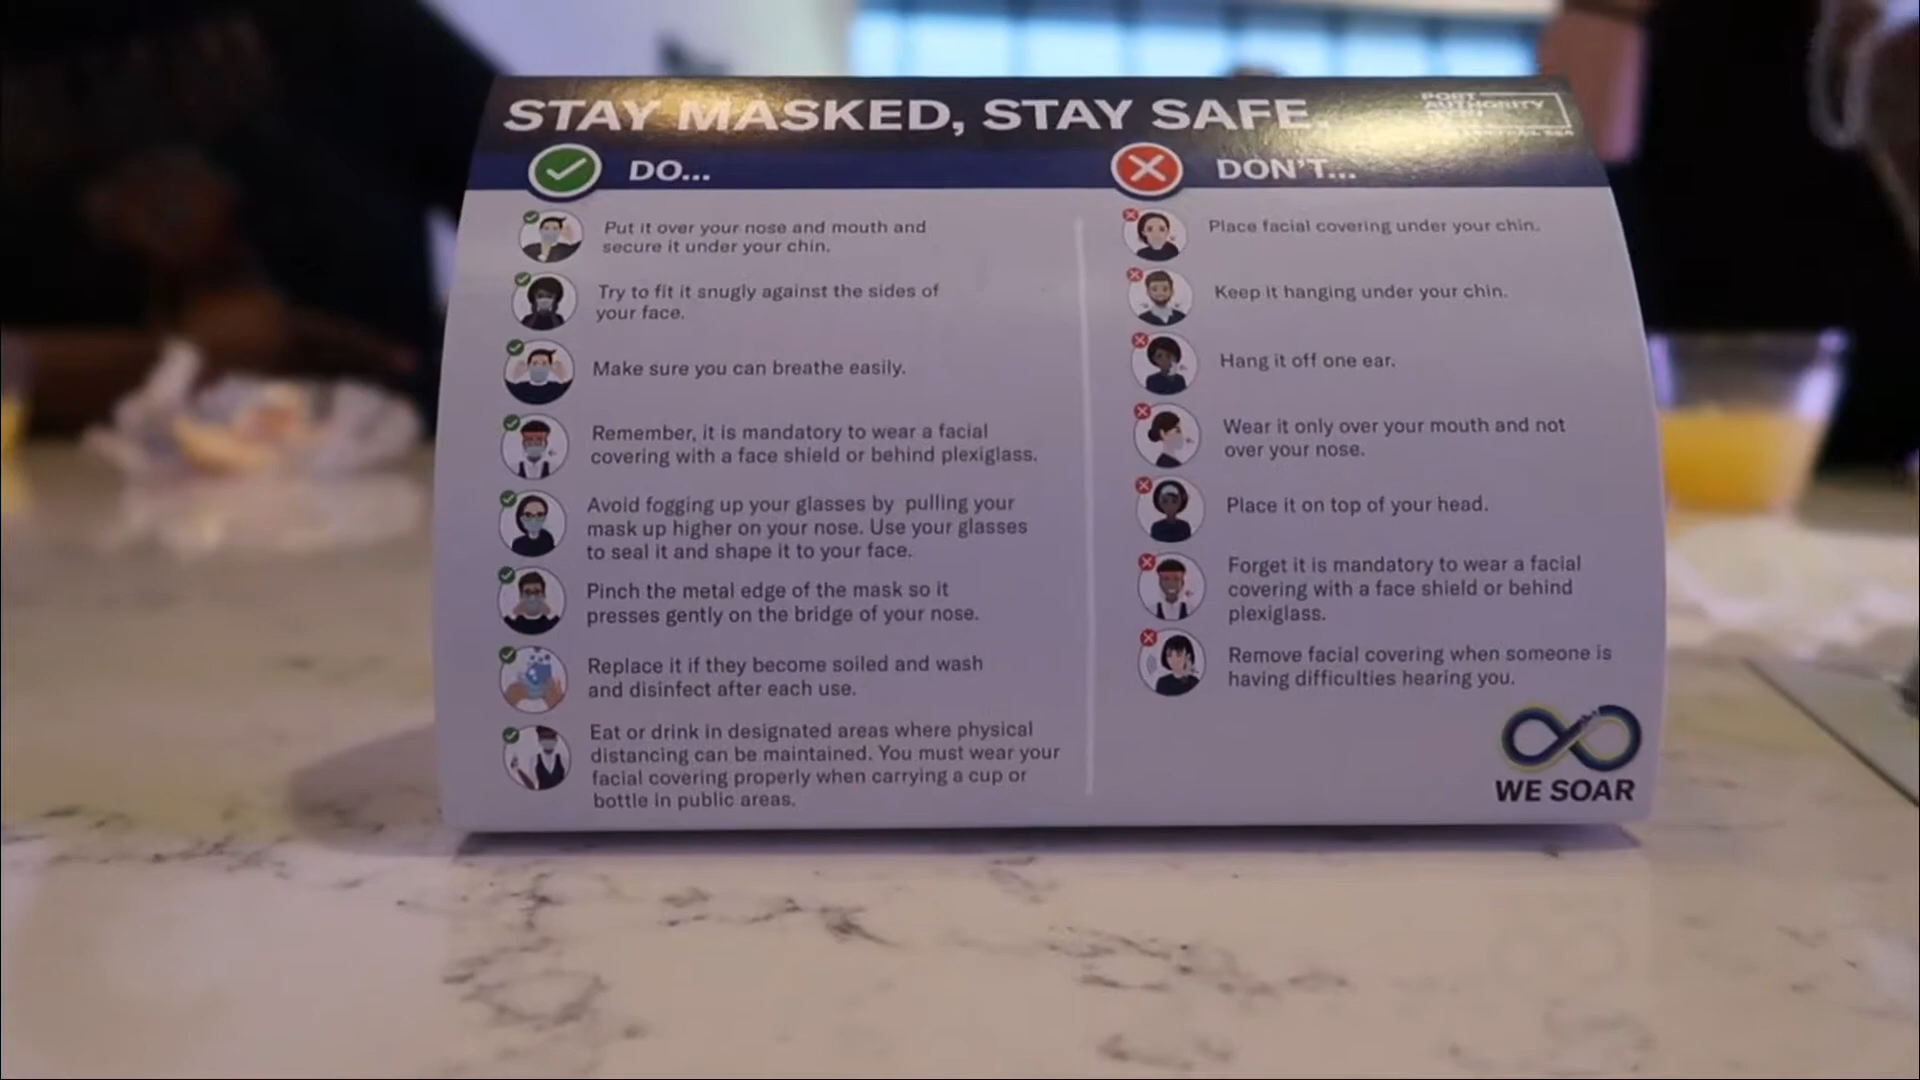 STAY MASKED, STAY SAFE.
PORT
AUTHORITY
DO...
Put it over your nose and mouth and
secure it under your chin.
Try to fit it snugly against the sides of
your face.
Make sure you can breathe easily.
Remember, it is mandatory to wear a facial
covering with a face shield or behind plexiglass.
Avoid fogging up your glasses by pulling your
mask up higher on your nose. Use your glasses
to seal it and shape it to your face.
Pinch the metal edge of the mask so it
presses gently on the bridge of your nose.
Replace it if they become soiled and wash
and disinfect after each use.
Eat or drink in designated areas where physical
distancing can be maintained. You must wear your
facial covering properly when carrying a cup or
bottle in public areas.
DON'T...
Place facial covering under your chin.
Keep it hanging under your chin.
Hang it off one ear.
Wear it only over your mouth and not
over your nose.
Place it on top of your head.
Forget it is mandatory to wear a facial
covering with a face shield or behind
plexiglass.
Remove facial covering when someone is
having difficulties hearing you.
WE SOAR